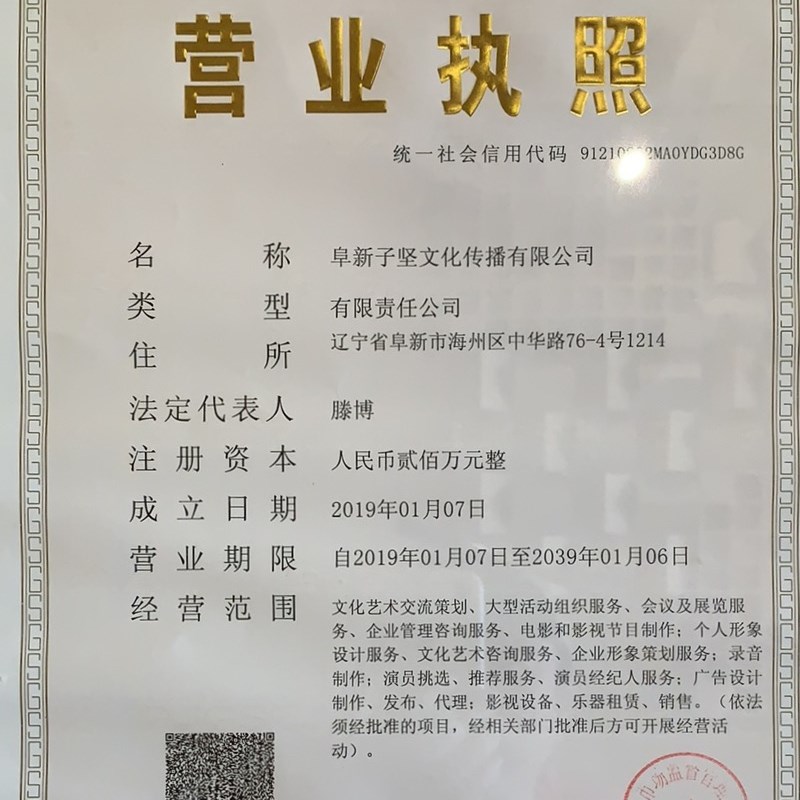 营业执照
统一社会信用代码
名称 阜新子坚文化传播有限公司
类型 有限责任公司
住所 辽宁省阜新市海州区中华路76-4号1214
法定代表人 滕博
注册资本 人民币贰佰万元整
成立日期 2019年01月07日
营业期限 自2019年01月07日至2039年01月06日
经营范围 文化艺术交流策划、大型活动组织服务、会议及展览服
务、企业管理咨询服务、电影和影视节目制作；个人形象
设计服务、文化艺术咨询服务、企业形象策划服务；录音
制作；演员挑选、推荐服务、演员经纪人服务；广告设计
制作、发布、代理；影视设备、乐器租赁、销售。（依法
须经批准的项目，经相关部门批准后方可开展经营活
动）。
市场监督管理